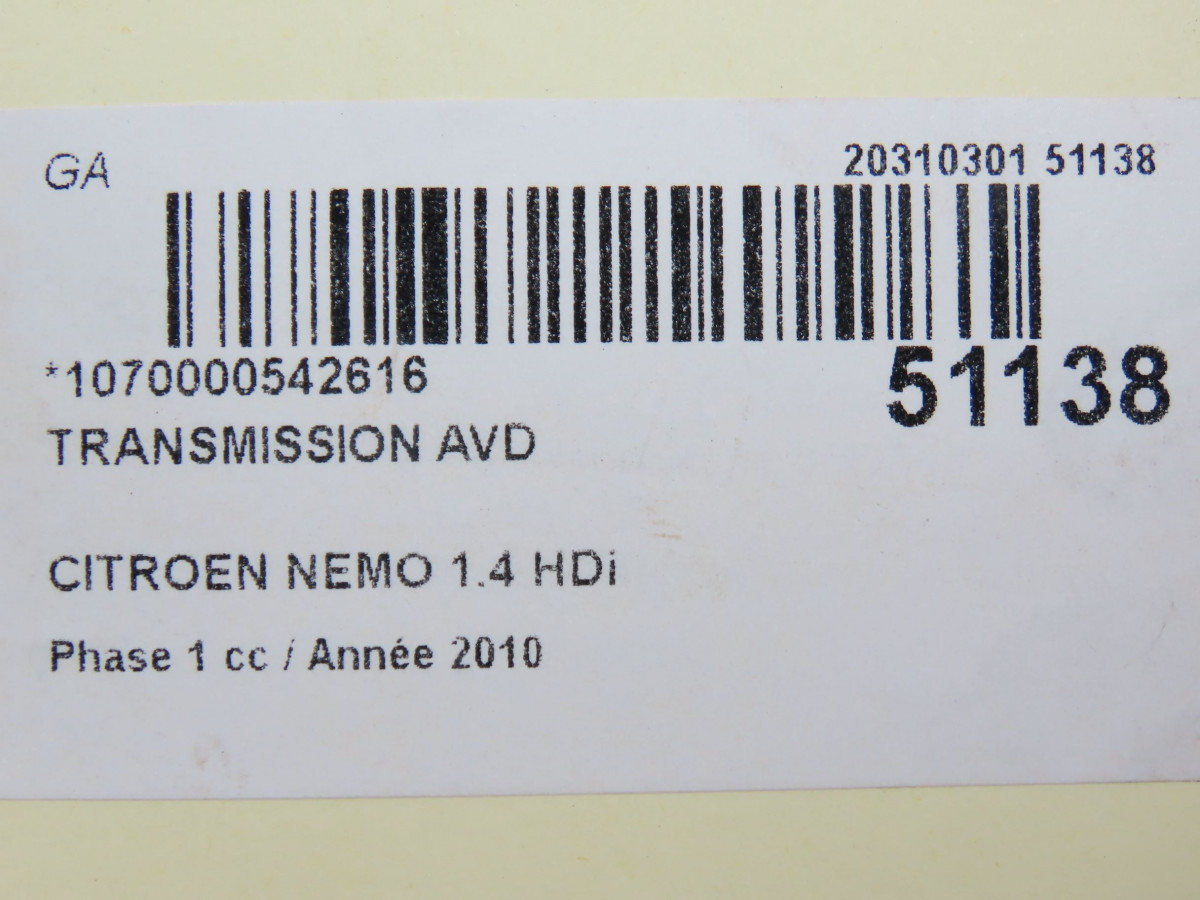 GA
20310301 51138
*1070000542616
51138
TRANSMISSION AVD
CITROEN NEMO 1.4 HDi
Phase 1 cc / Année 2010